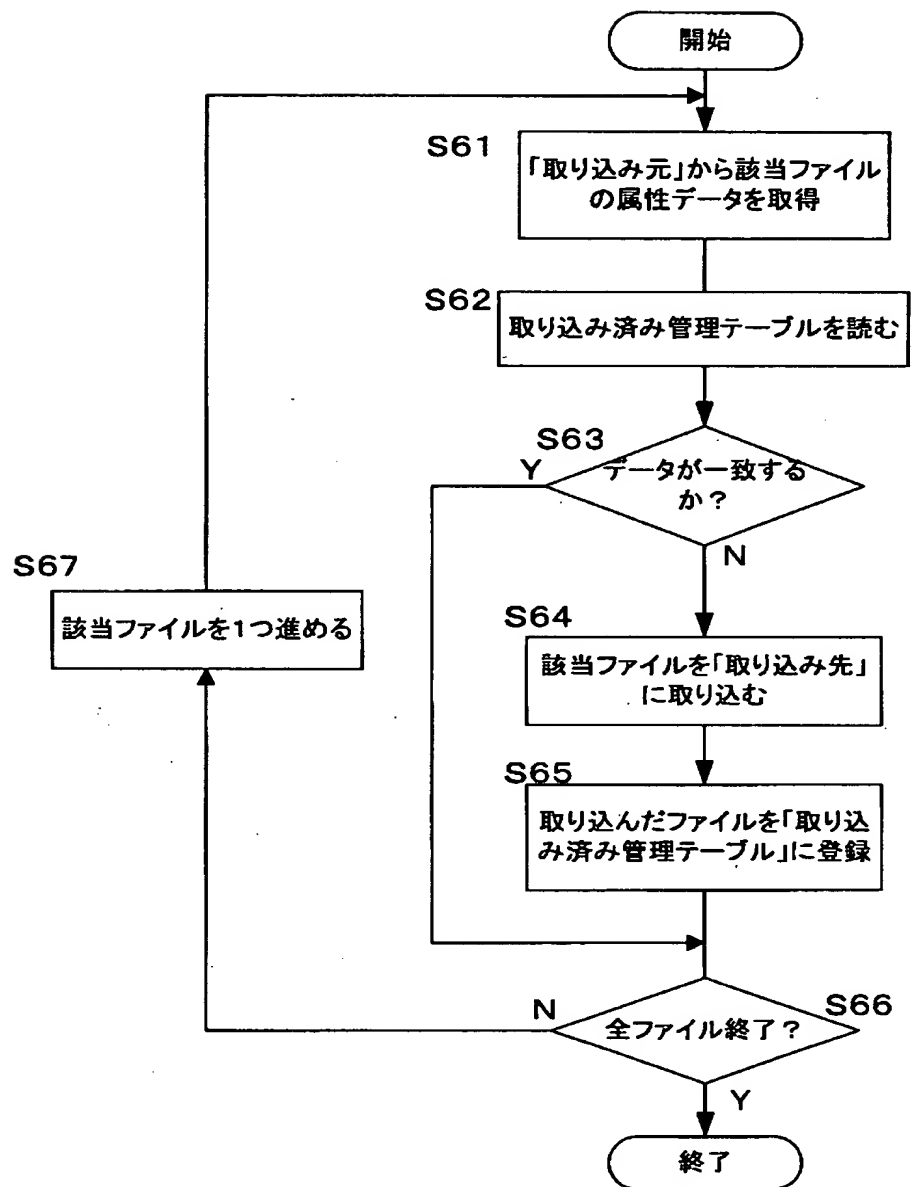 開始
S61
「取り込み元」から該当ファイル
の属性データを取得
S62
取り込み済み管理テーブルを読む
S63
データが一致する
か?
Y
N
S64
該当ファイルを「取り込み先」
に取り込む
S65
取り込んだファイルを「取り込
み済み管理テーブル」に登録
S66
全ファイル終了?
N
Y
S67
該当ファイルを1つ進める
終了